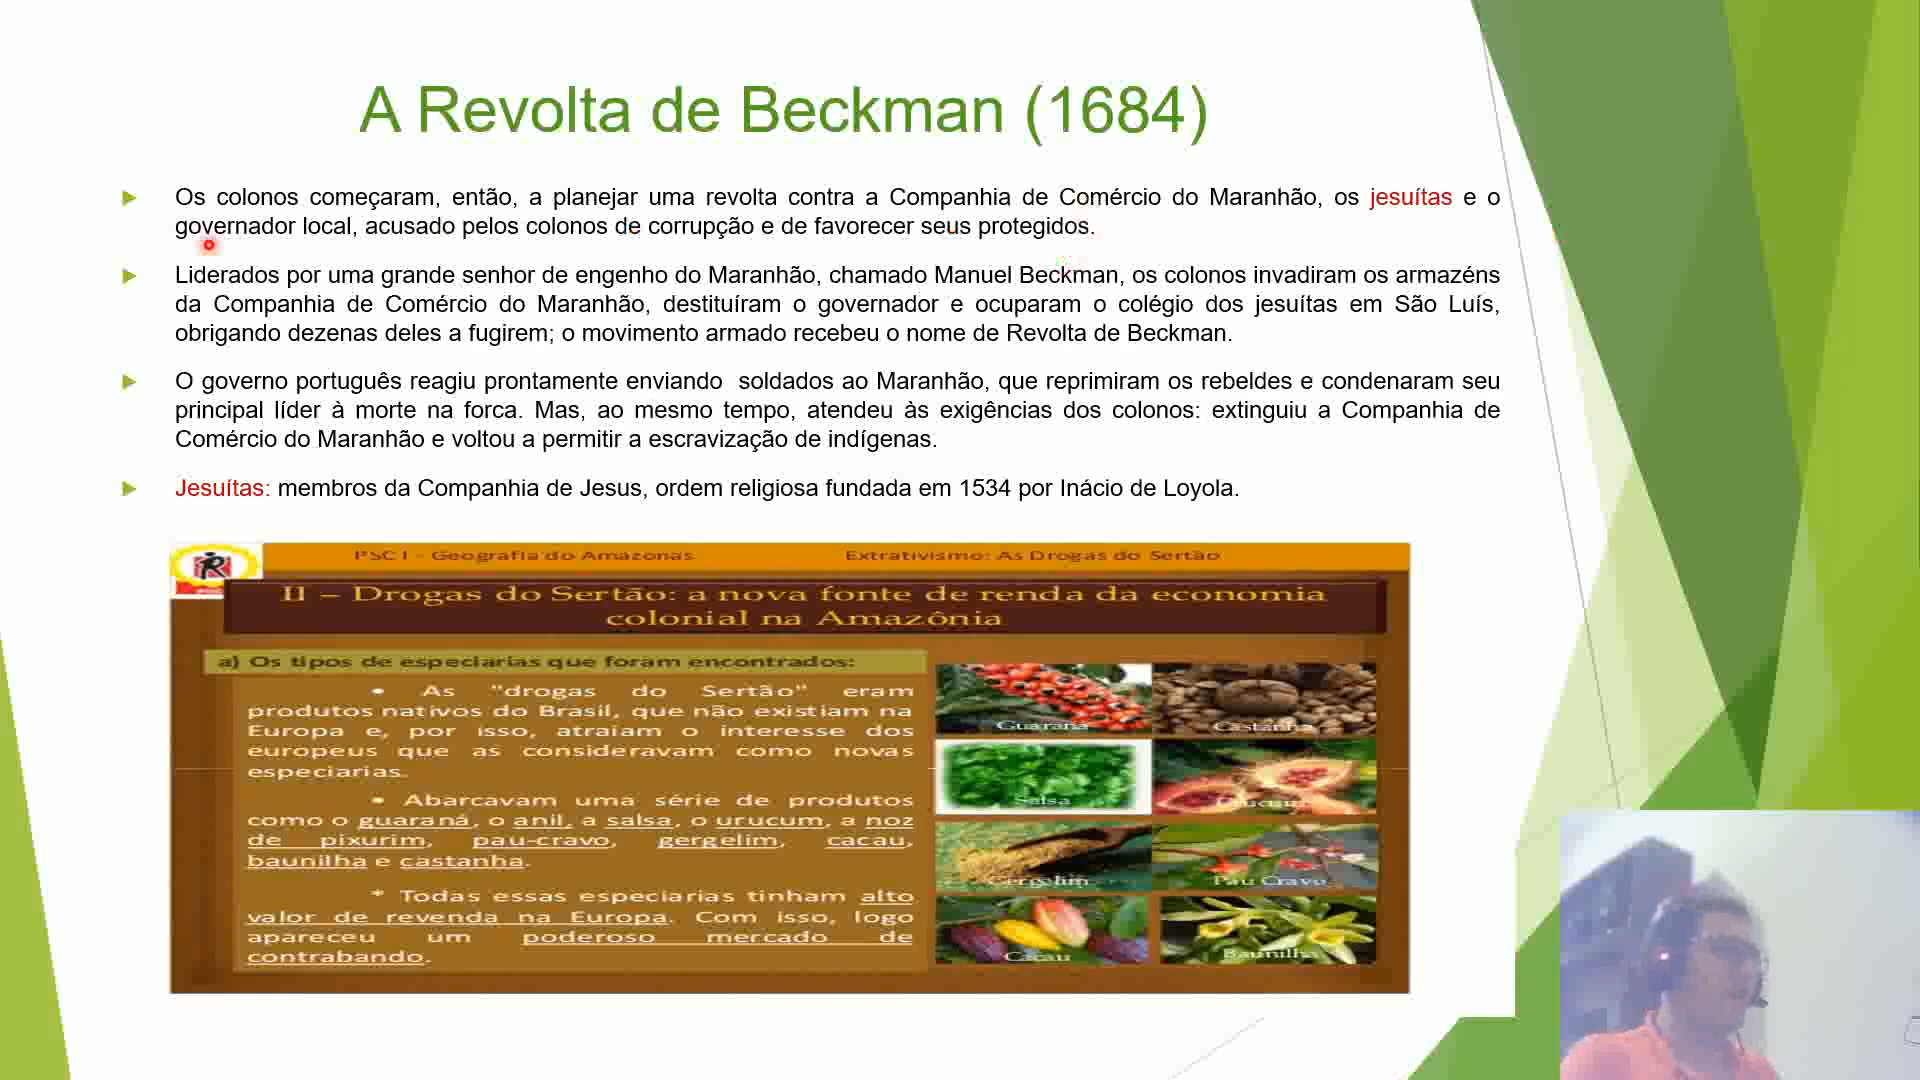 A Revolta de Beckman (1684)
Os colonos começaram, então, a planejar uma revolta contra a Companhia de Comércio do Maranhão, os jesuítas e o
governador local, acusado pelos colonos de corrupção e de favorecer seus protegidos.
Liderados por uma grande senhor de engenho do Maranhão, chamado Manuel Beckman, os colonos invadiram os armazéns
da Companhia de Comércio do Maranhão, destituíram o governador e ocuparam o colégio dos jesuítas em São Luís,
obrigando dezenas deles a fugirem; o movimento armado recebeu o nome de Revolta de Beckman.
O governo português reagiu prontamente enviando soldados ao Maranhão, que reprimiram os rebeldes e condenaram seu
principal líder à morte na forca. Mas, ao mesmo tempo, atendeu às exigências dos colonos: extinguiu a Companhia de
Comércio do Maranhão e voltou a permitir a escravização de indígenas.
Jesuítas: membros da Companhia de Jesus, ordem religiosa fundada em 1534 por Inácio de Loyola.
PSC I - Geografia do Amazonas Extrativismo: As Drogas do Sertão
II – Drogas do Sertão: a nova fonte de renda da economia
colonial na Amazônia
a) Os tipos de especiarias que foram encontrados:
• As "drogas do Sertão" eram
produtos nativos do Brasil, que não existiam na
Europa e, por isso, atraiam o interesse dos
europeus que as consideravam como novas
especiarias.
• Abarcavam uma série de produtos
como o guaraná, o anil, a salsa, o urucum, a noz
de pixurim, pau-cravo, gergelim, cacau,
baunilha e castanha.
* Todas essas especiarias tinham alto
valor de revenda na Europa. Com isso, logo
apareceu um poderoso mercado de
contrabando.
Guaraná Castanha
Salsa Urucum
Gergelim Pau Cravo
Cacau Baunilha